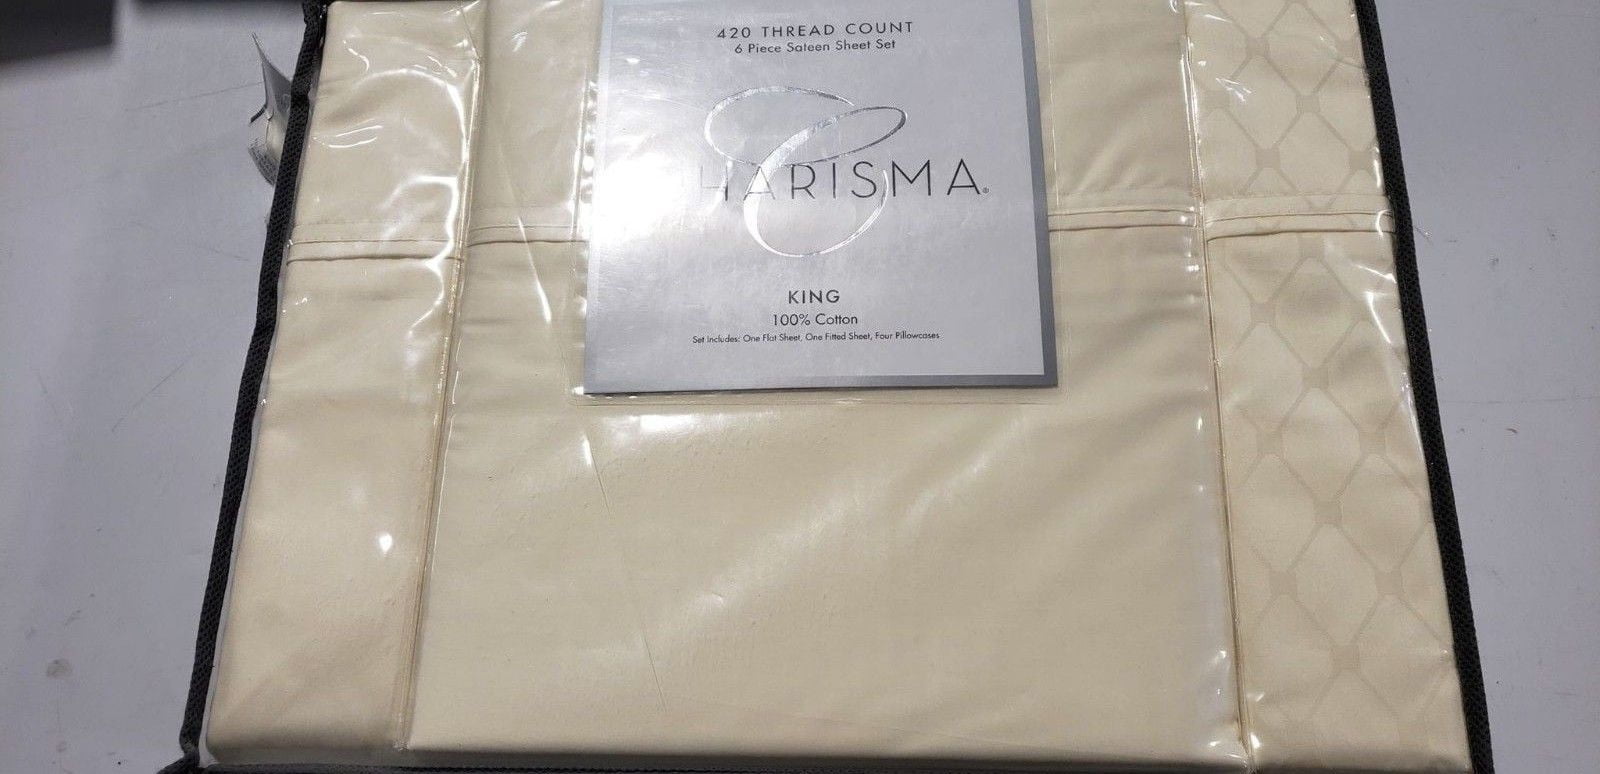 420 THREAD COUNT
6 Piece Sateen Sheet Set
CHARISMA®
KING
100% Cotton
Set Includes: One Flat Sheet, One Fitted Sheet, Four Pillowcases